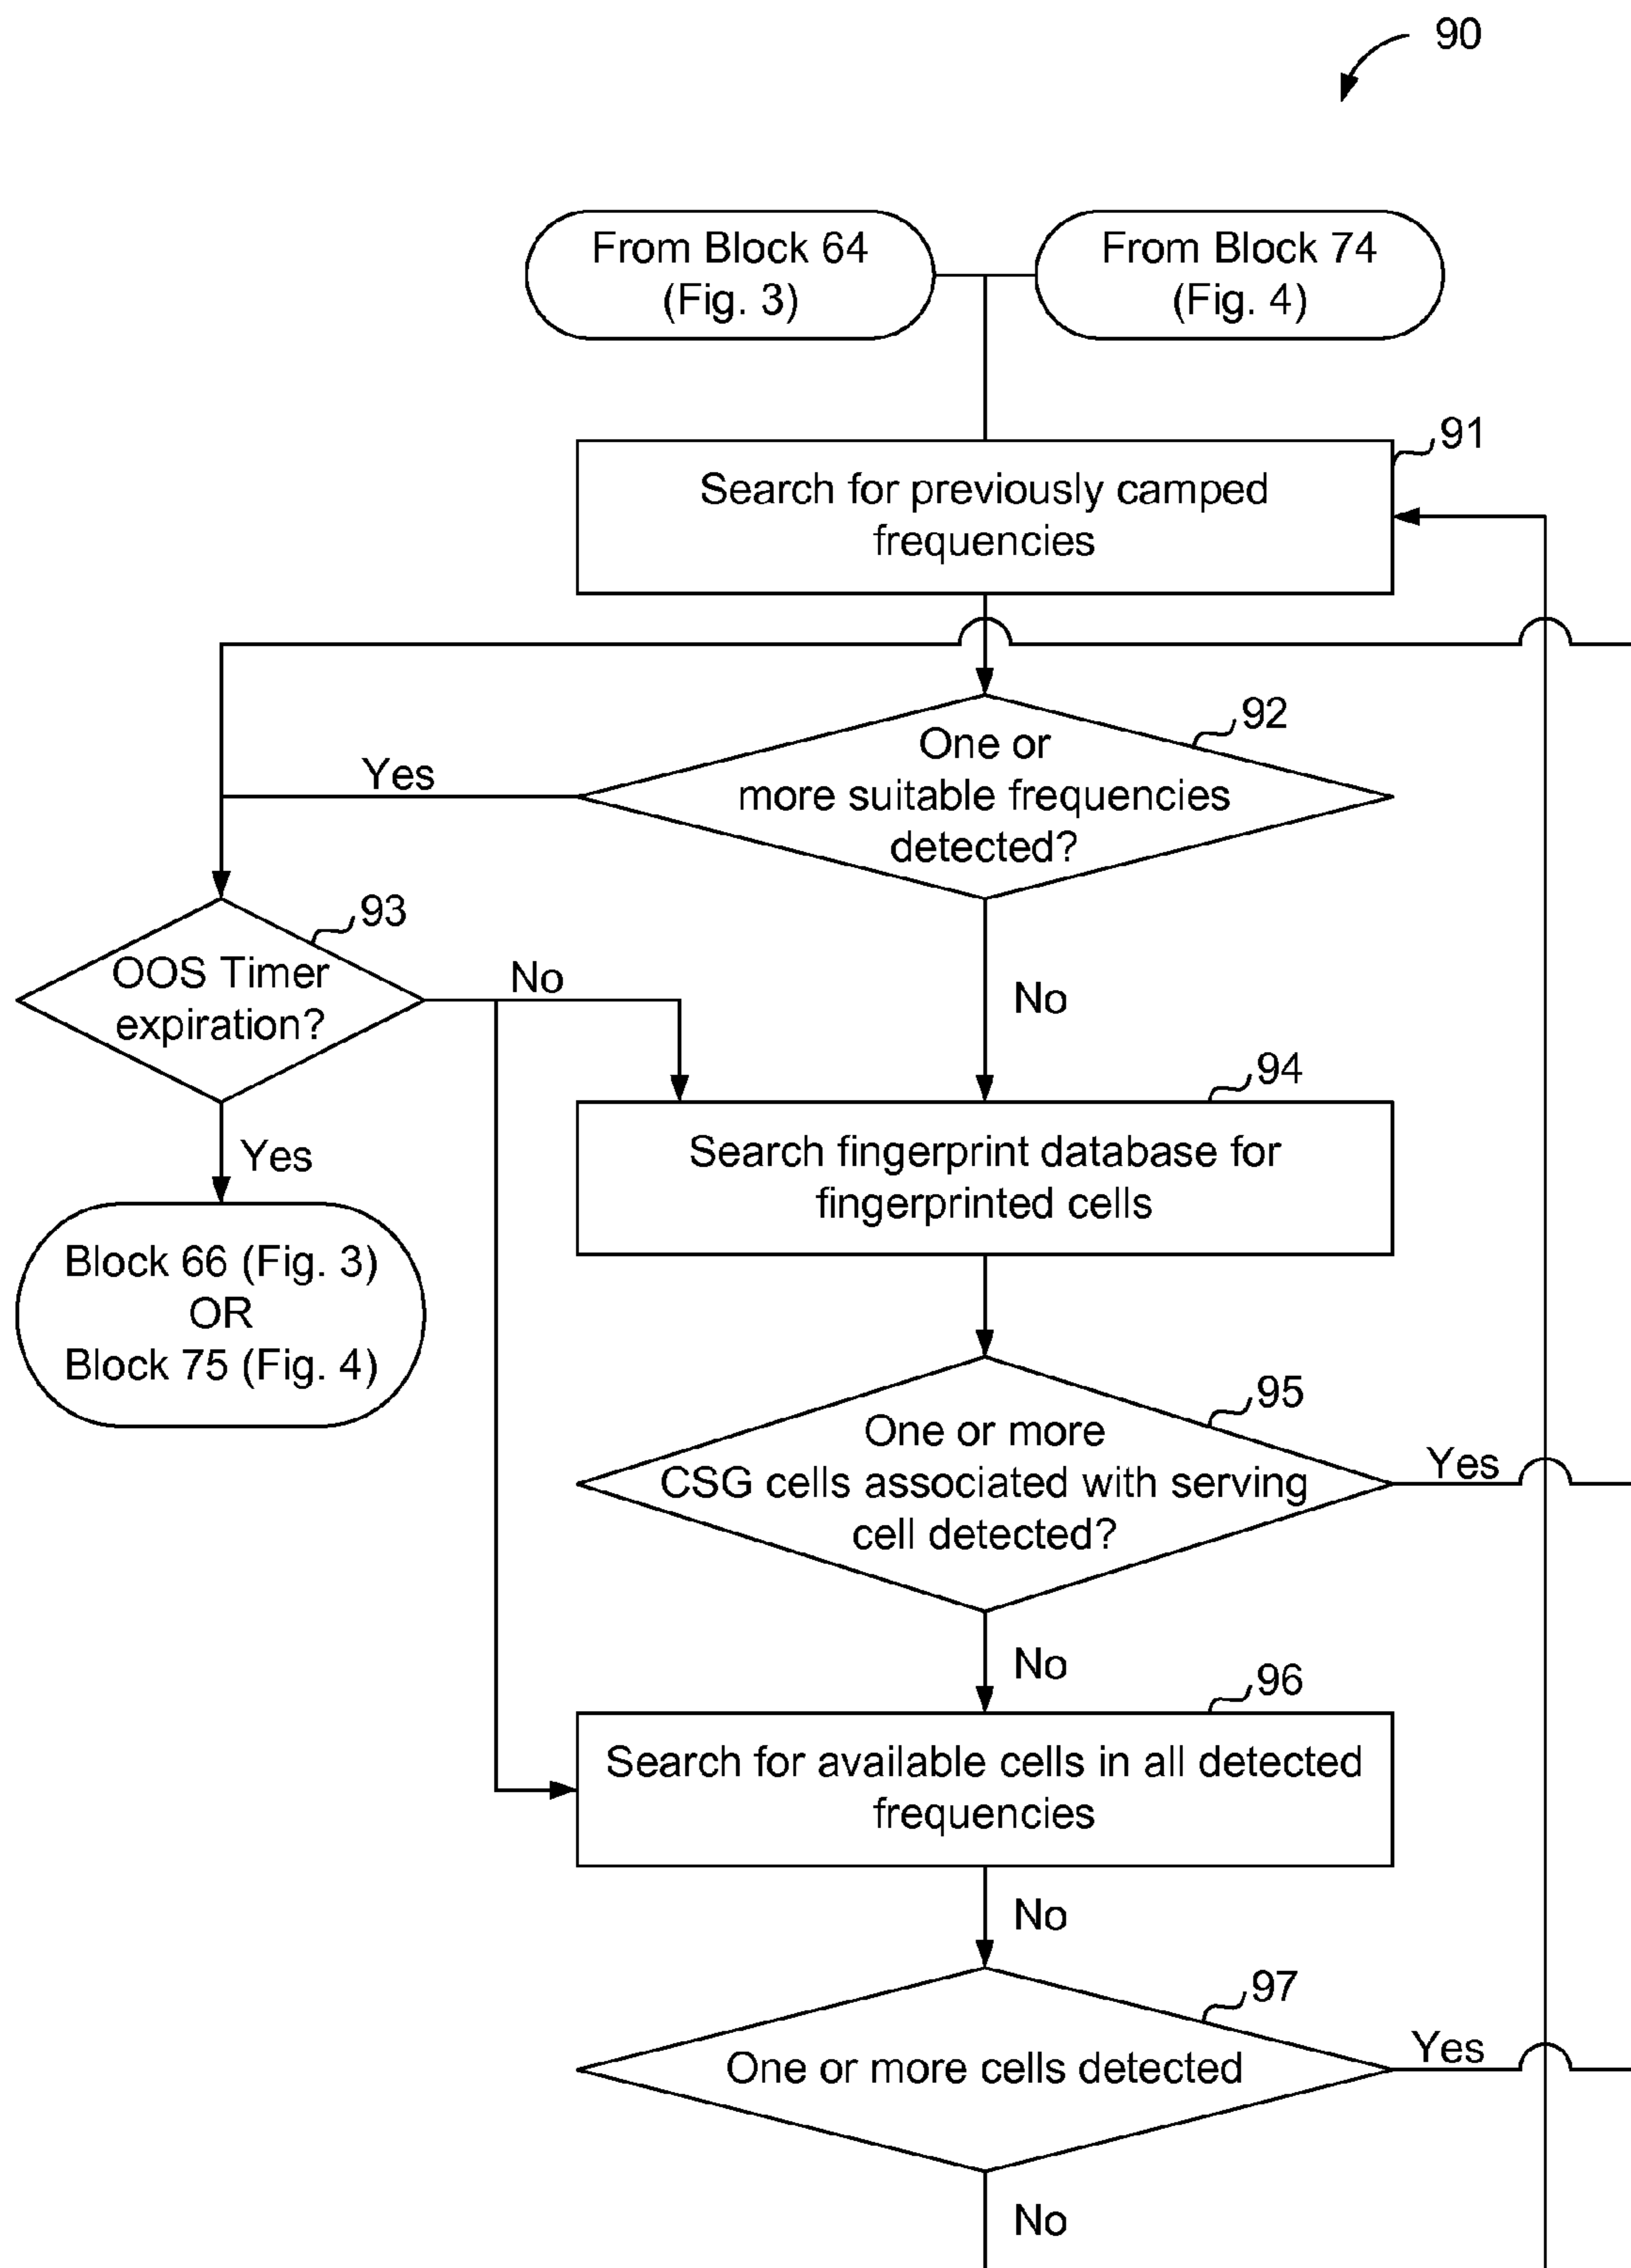 90
From Block 64
(Fig. 3)
From Block 74
(Fig. 4)
91
Search for previously camped
frequencies
92
One or
more suitable frequencies
detected?
Yes
93
OOS Timer
expiration?
No
No
94
Search fingerprint database for
fingerprinted cells
Yes
Block 66 (Fig. 3)
OR
Block 75 (Fig. 4)
95
One or more
CSG cells associated with serving
cell detected?
Yes
No
96
Search for available cells in all detected
frequencies
No
97
One or more cells detected
Yes
No